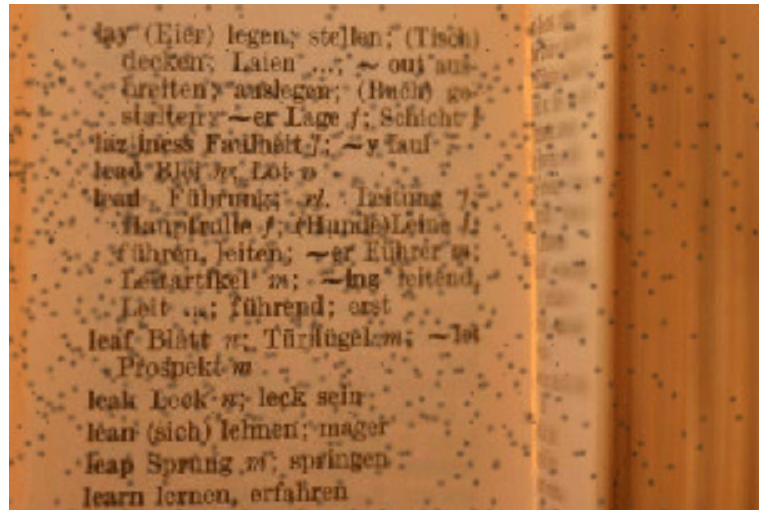 lay (Eier) legen; stellen; (Tisch)
decken; Laien ...; ~ out aus-
breiten, auslegen; (Buch) ge-
stalten; ~er Lage f; Schicht f
laziness Faulheit f; ~y faul
lead Blei n; Lot n
lead Führung; vt. Leitung f;
Hauptrolle f; (Hunde)Leine f;
führen, leiten; ~er Führer m;
Leitartikel m; ~ing leitend,
Leit ...; führend; erst
leaf Blatt n; Türflügel m; ~let
Prospekt m
leak Leck n; leck sein
lean (sich) lehnen; mager
leap Sprung m; springen
learn lernen, erfahren